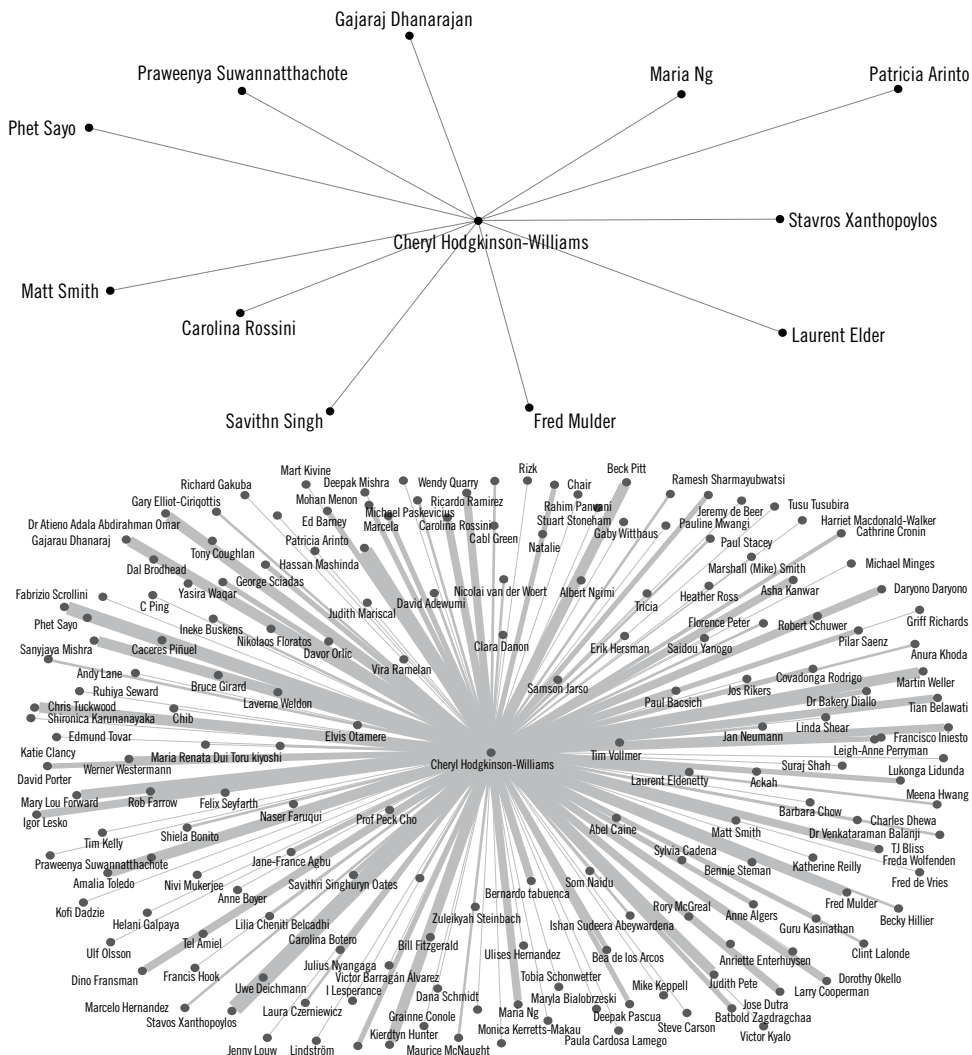 Gajaraj Dhanarajan
Praweenya Suwannatthachote
Maria Ng
Patricia Arinto
Phet Sayo
Stavros Xanthopoylos
Cheryl Hodgkinson-Williams
Matt Smith
Carolina Rossini
Laurent Elder
Savithn Singh
Fred Mulder
Mart Kivine
Rizk
Beck Pitt
Richard Gakuba
Deepak Mishra
Wendy Quarry
Chair
Ramesh Sharmayubwatsi
Gary Elliot-Ciriqottis
Mohan Menon
Ricardo Ramirez
Rahim Panwani
Jeremy de Beer
Tusu Tusubira
Dr Atieno Adala Abdirahman Omar
Ed Barney
Michael Paskevicius
Marcela
Carolina Rossini
Stuart Stoneham
Pauline Mwangi
Harriet Macdonald-Walker
Gajarau Dhanaraj
Patricia Arinto
Cabl Green
Natalie
Gaby Witthaus
Paul Stacey
Cathrine Cronin
Tony Coughlan
Hassan Mashinda
Marshall (Mike) Smith
Michael Minges
Dal Brodhead
George Sciadas
Nicolai van der Woert
Albert Ngimi
Heather Ross
Asha Kanwar
Daryono Daryono
Yasira Waqar
Judith Mariscal
David Adewumi
Tricia
Fabrizio Scrollini
C Ping
Ineke Buskens
Florence Peter
Robert Schuwer
Griff Richards
Phet Sayo
Nikolaos Floratos
Clara Danon
Erik Hersman
Saidou Yanogo
Pilar Saenz
Sanyjaya Mishra
Caceres Piñuel
Davor Orlic
Anura Khoda
Andy Lane
Bruce Girard
Vira Ramelan
Samson Jarso
Jos Rikers
Covadonga Rodrigo
Martin Weller
Ruhiya Seward
Laverne Weldon
Paul Bacsich
Dr Bakery Diallo
Tian Belawati
Chris Tuckwood
Shironica Karunanayaka
Chib
Elvis Otamere
Jan Neumann
Linda Shear
Francisco Iniesto
Edmund Tovar
Katie Clancy
Maria Renata Dui Toru kiyoshi
Tim Vollmer
Leigh-Anne Perryman
Werner Westermann
Cheryl Hodgkinson-Williams
Laurent Eldenetty
Ackah
Suraj Shah
Lukonga Lidunda
David Porter
Mary Lou Forward
Rob Farrow
Felix Seyfarth
Meena Hwang
Igor Lesko
Naser Faruqui
Prof Peck Cho
Barbara Chow
Charles Dhewa
Tim Kelly
Shiela Bonito
Abel Caine
Matt Smith
Dr Venkataraman Balanji
TJ Bliss
Praweenya Suwannatthachote
Jane-France Agbu
Sylvia Cadena
Freda Wolfenden
Amalia Toledo
Nivi Mukerjee
Savithri Singhuryn Oates
Som Naidu
Bennie Steman
Katherine Reilly
Fred de Vries
Kofi Dadzie
Anne Boyer
Bernardo tabuenca
Fred Mulder
Helani Galpaya
Lilia Cheniti Belcadhi
Zuleikyah Steinbach
Ishan Sudeera Abeywardena
Rory McGreal
Anne Algers
Becky Hillier
Ulf Olsson
Tel Amiel
Carolina Botero
Bill Fitzgerald
Ulises Hernandez
Guru Kasinathan
Clint Lalonde
Dino Fransman
Francis Hook
Julius Nyangaga
Bea de los Arcos
Anriette Enterhuysen
Uwe Deichmann
Victor Barragán Álvarez
Tobia Schonwetter
Mike Keppell
Judith Pete
Dorothy Okello
I Lesperance
Dana Schmidt
Larry Cooperman
Marcelo Hernandez
Stavos Xanthopoylos
Laura Czerniewicz
Grainne Conole
Maria Ng
Maryla Bialobrzeski
Deepak Pascua
Steve Carson
Jose Dutra
Batbold Zagdragchaa
Jenny Louw
Lindström
Kierdtyn Hunter
Monica Kerretts-Makau
Paula Cardosa Lamego
Victor Kyalo
Maurice McNaught